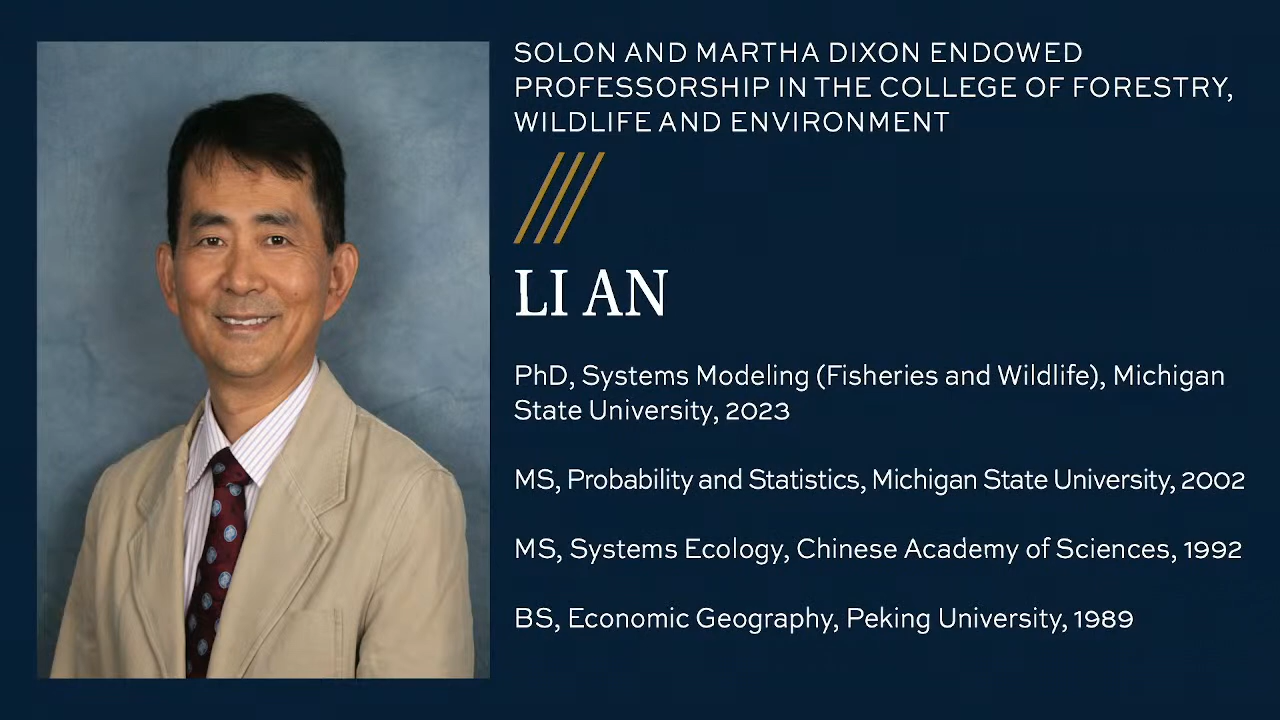 SOLON AND MARTHA DIXON ENDOWED
PROFESSORSHIP IN THE COLLEGE OF FORESTRY,
WILDLIFE AND ENVIRONMENT
LI AN
PhD, Systems Modeling (Fisheries and Wildlife), Michigan
State University, 2023
MS, Probability and Statistics, Michigan State University, 2002
MS, Systems Ecology, Chinese Academy of Sciences, 1992
BS, Economic Geography, Peking University, 1989